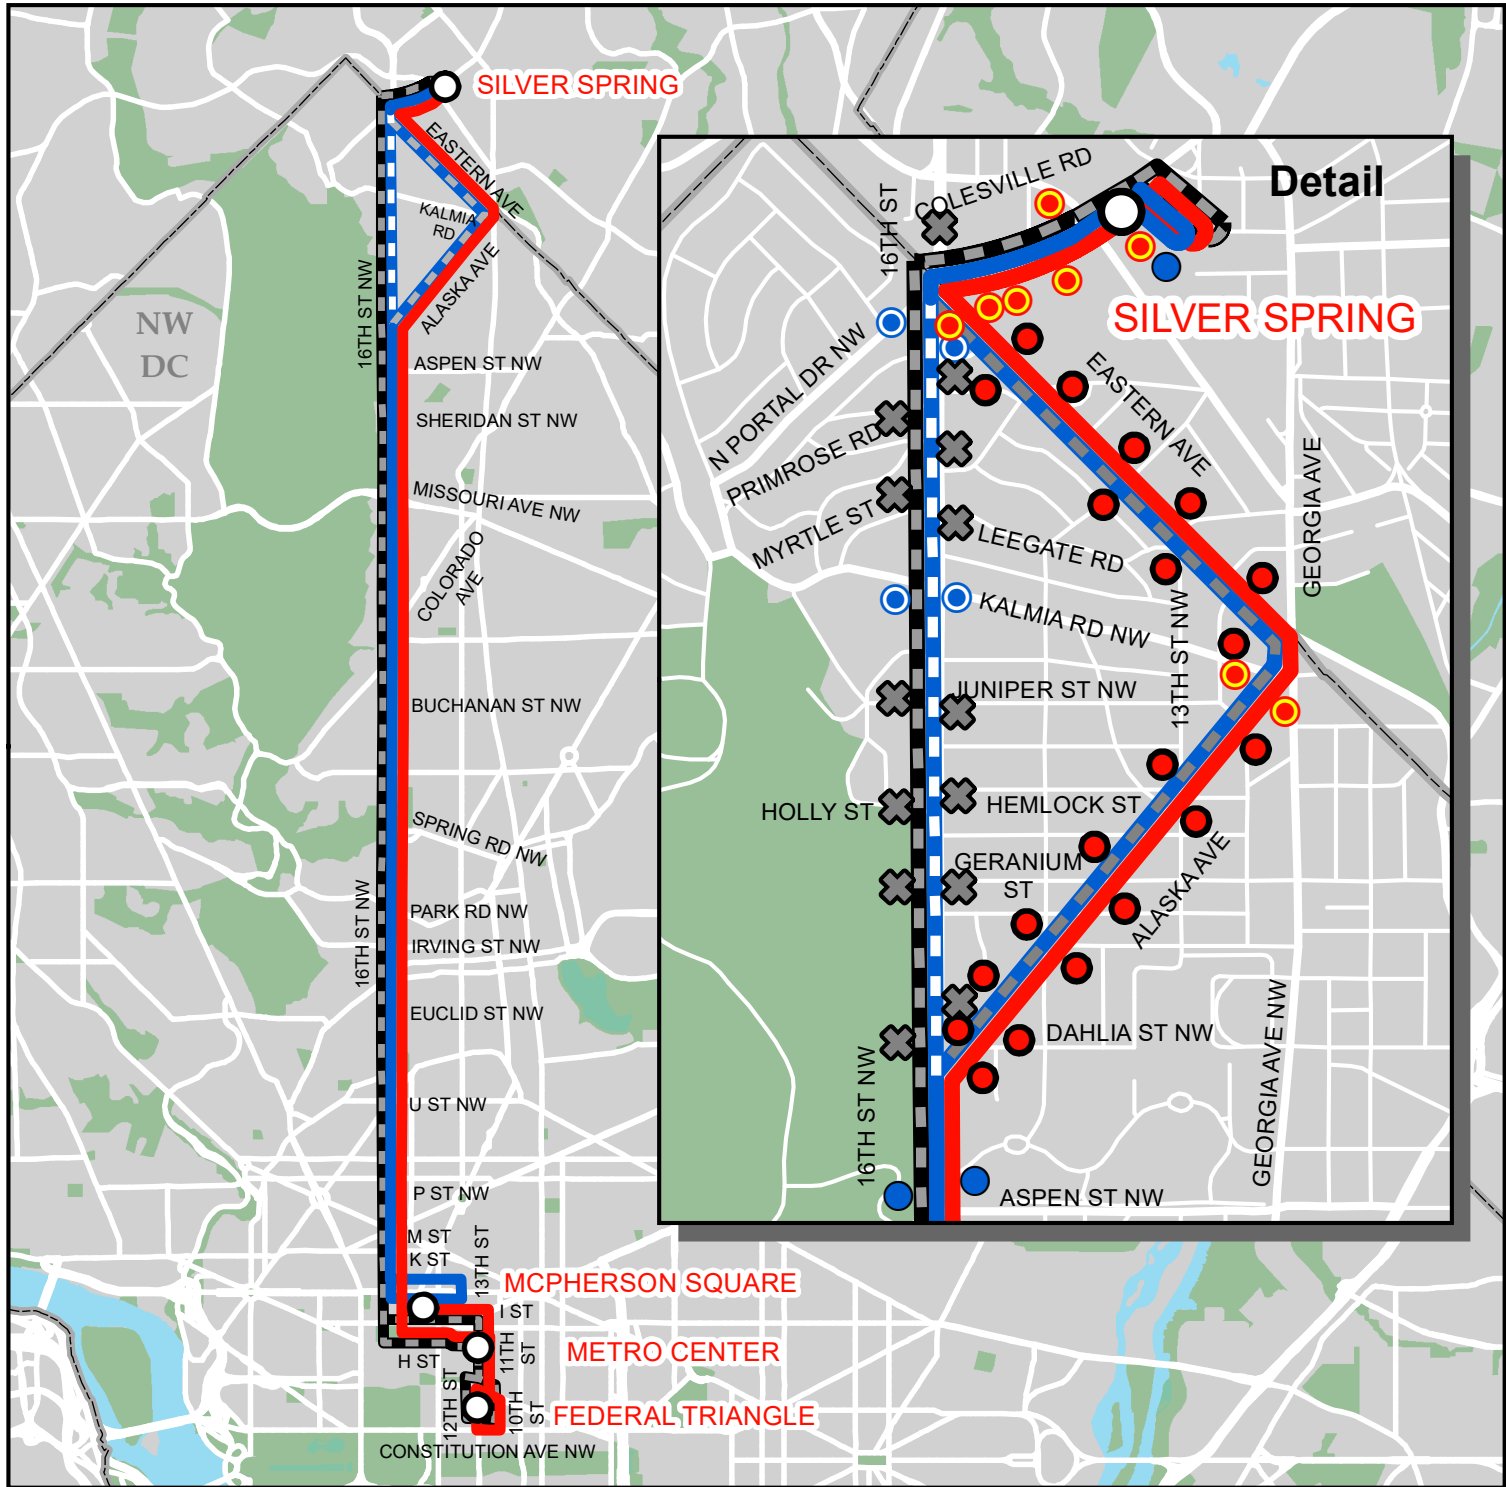 SILVER SPRING
EASTERN AVE
KALMIA
RD
ALASKA AVE
16TH ST NW
NW
DC
ASPEN ST NW
SHERIDAN ST NW
MISSOURI AVE NW
COLORADO
AVE
BUCHANAN ST NW
SPRING RD NW
16TH ST NW
PARK RD NW
IRVING ST NW
EUCLID ST NW
U ST NW
P ST NW
M ST
K ST
13TH ST
MCPHERSON SQUARE
I ST
11TH
ST
METRO CENTER
H ST
12TH ST
10TH
ST
FEDERAL TRIANGLE
CONSTITUTION AVE NW
Detail
COLESVILLE RD
16TH ST
SILVER SPRING
N PORTAL DR NW
EASTERN AVE
PRIMROSE RD
GEORGIA AVE
MYRTLE ST
LEEGATE RD
KALMIA RD NW
13TH ST NW
JUNIPER ST NW
HOLLY ST
HEMLOCK ST
GERANIUM
ST
ALASKA AVE
DAHLIA ST NW
GEORGIA AVE NW
16TH ST NW
ASPEN ST NW